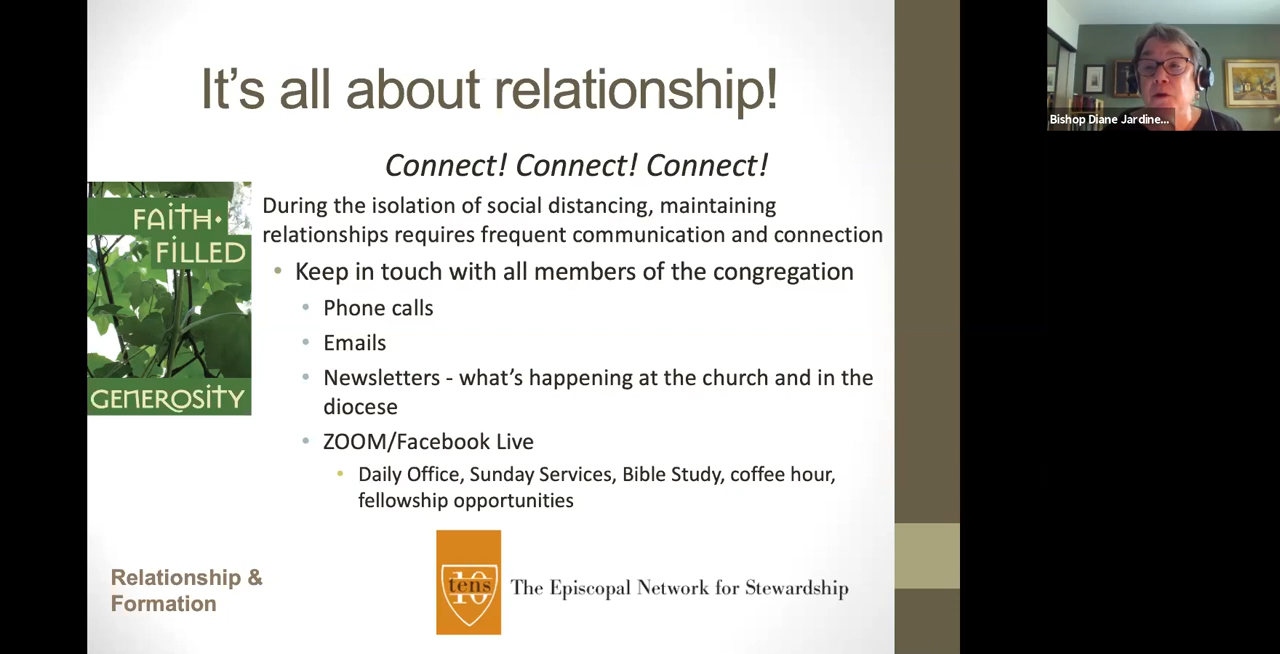 It's all about relationship!
Connect! Connect! Connect!
FAITH·
FILLED
GENEROSITY
During the isolation of social distancing, maintaining
relationships requires frequent communication and connection
• Keep in touch with all members of the congregation
• Phone calls
• Emails
• Newsletters - what's happening at the church and in the
diocese
• ZOOM/Facebook Live
• Daily Office, Sunday Services, Bible Study, coffee hour,
fellowship opportunities
Relationship &
Formation
tens
10
The Episcopal Network for Stewardship
Bishop Diane Jardine...